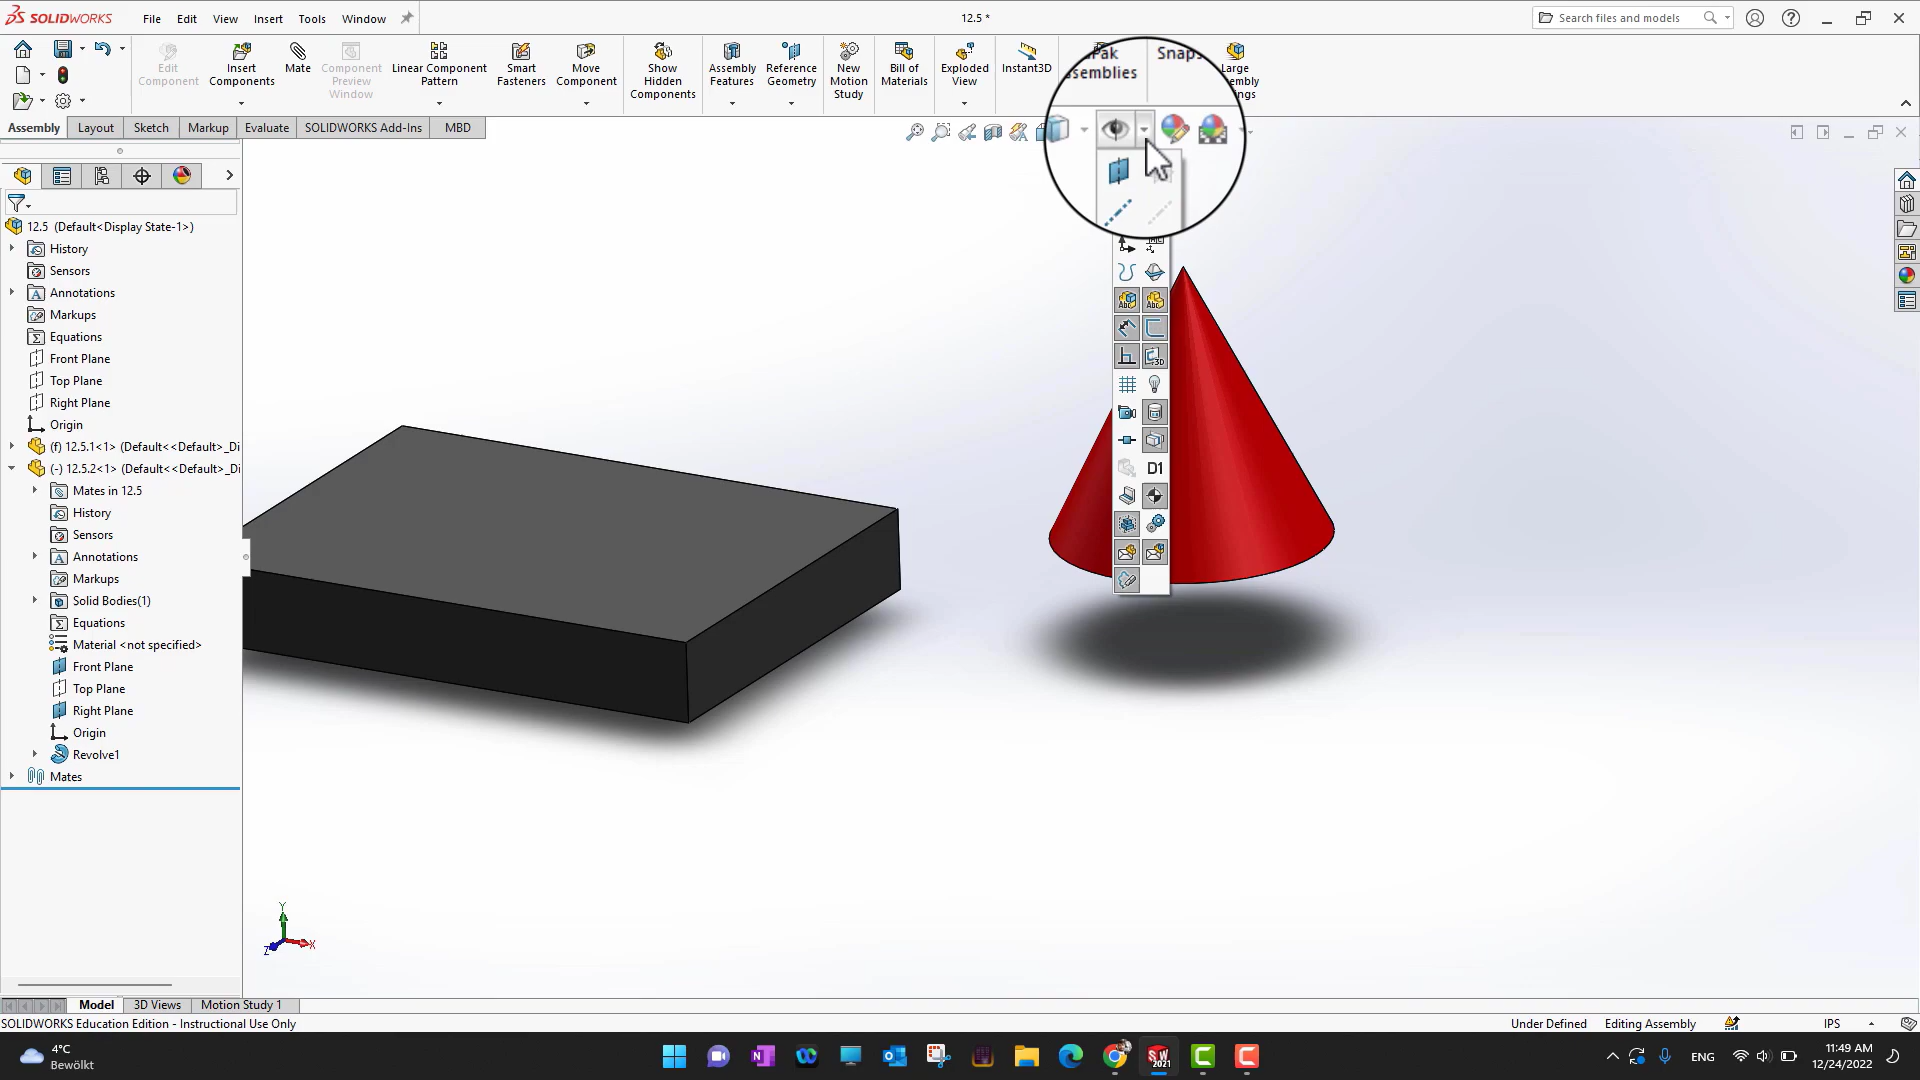 SOLIDWORKS File Edit View Insert Tools Window
12.5 *
Search files and models
Edit Component
Insert Components
Mate
Component Preview Window
Linear Component Pattern
Smart Fasteners
Move Component
Show Hidden Components
Assembly Features
Reference Geometry
New Motion Study
Bill of Materials
Exploded View
Instant3D
Pak
Snaps
Large
Assembly Layout Sketch Markup Evaluate SOLIDWORKS Add-Ins MBD
12.5 (Default<Display State-1>)
History
Sensors
Annotations
Markups
Equations
Front Plane
Top Plane
Right Plane
Origin
(f) 12.5.1<1> (Default<<Default>_Di
(-) 12.5.2<1> (Default<<Default>_Di
Mates in 12.5
History
Sensors
Annotations
Markups
Solid Bodies(1)
Equations
Material <not specified>
Front Plane
Top Plane
Right Plane
Origin
Revolve1
Mates
D1
Y
X
Z
Model 3D Views Motion Study 1
SOLIDWORKS Education Edition - Instructional Use Only
Under Defined Editing Assembly IPS
4°C
Bewölkt
ENG
11:49 AM
12/24/2022